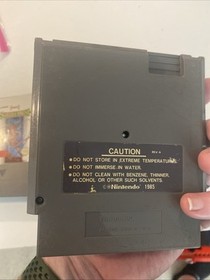 CAUTION
• DO NOT STORE IN EXTREME TEMPERATURES.
• DO NOT IMMERSE IN WATER.
• DO NOT CLEAN WITH BENZENE, THINNER,
ALCOHOL OR OTHER SUCH SOLVENTS.
©®Nintendo 1985